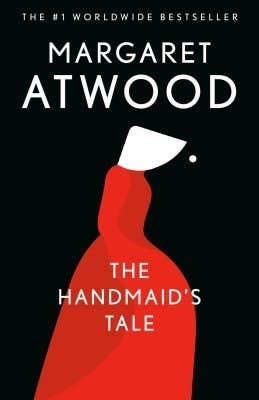 THE #1 WORLDWIDE BESTSELLER
MARGARET
ATWOOD
THE
HANDMAID'S
TALE